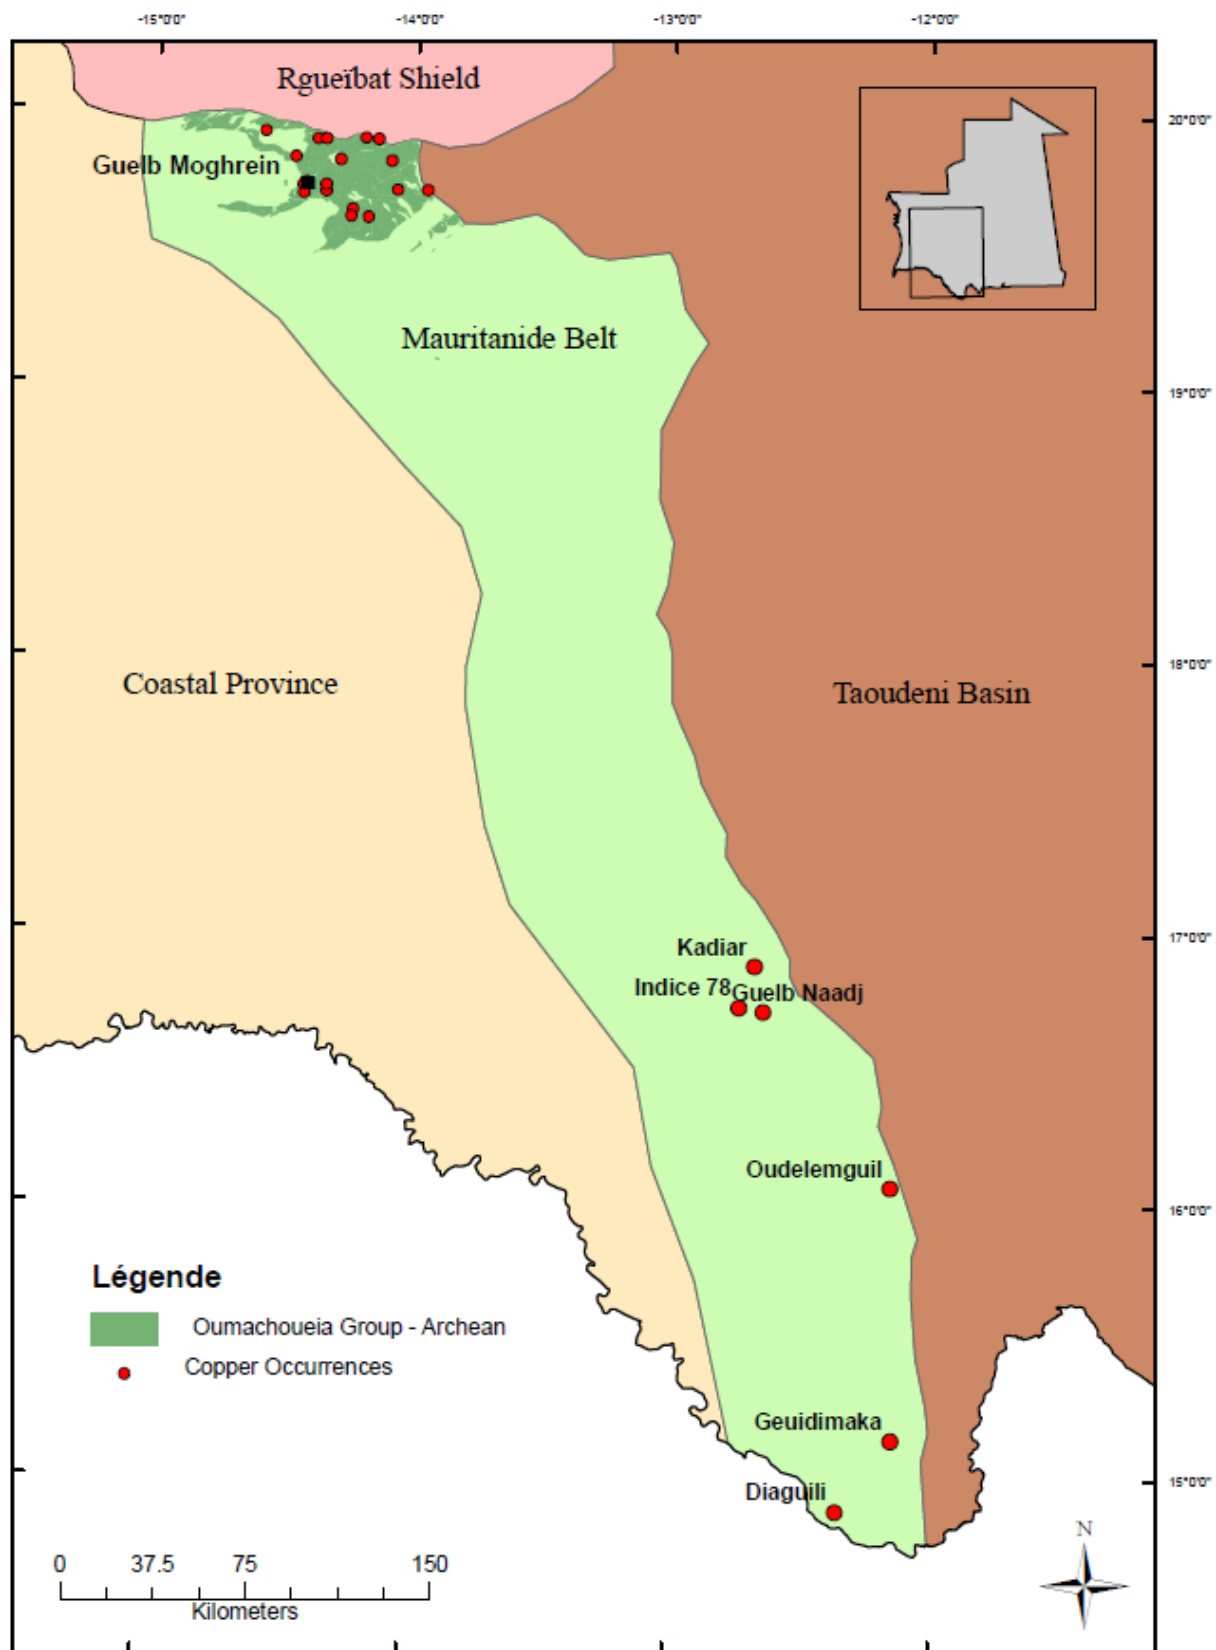 -15°0'0" -14°0'0" -13°0'0" -12°0'0"
Rgueïbat Shield
20°0'0"
Guelb Moghrein
Mauritanide Belt
19°0'0"
Coastal Province
Taoudeni Basin
18°0'0"
17°0'0"
Kadiar
Indice 78
Guelb Naadj
Oudelemguil
16°0'0"
Légende
Oumachoueia Group - Archean
Copper Occurrences
Geuidimaka
15°0'0"
Diaguili
N
0 37.5 75 150
Kilometers